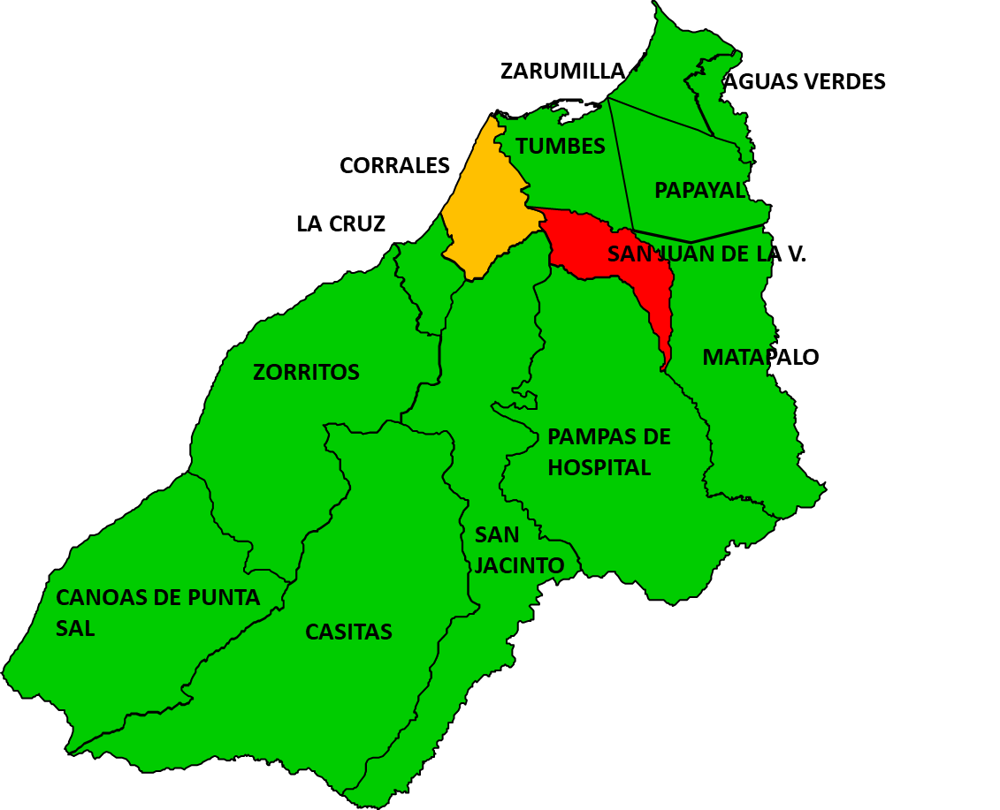 ZARUMILLA
AGUAS VERDES
TUMBES
CORRALES
PAPAYAL
LA CRUZ
SAN JUAN DE LA V.
MATAPALO
ZORRITOS
PAMPAS DE
HOSPITAL
SAN
JACINTO
CANOAS DE PUNTA
SAL
CASITAS